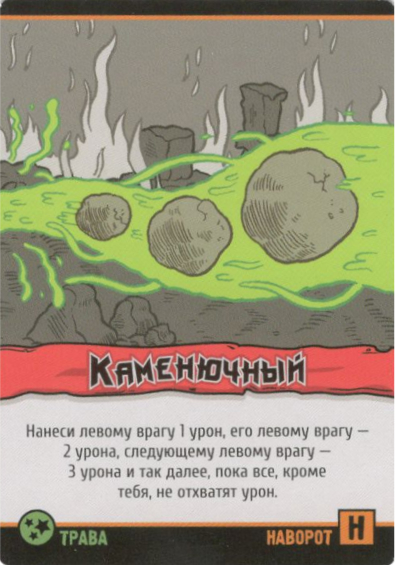 Каменючный
Нанеси левому врагу 1 урон, его левому врагу —
2 урона, следующему левому врагу —
3 урона и так далее, пока все, кроме
тебя, не отхватят урон.
ТРАВА
НАВОРОТ Н